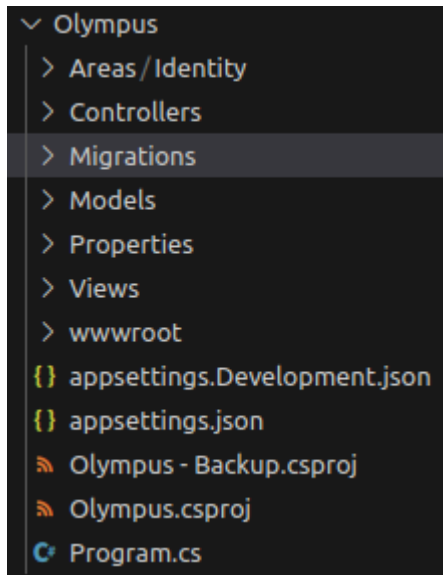 Olympus
Areas/Identity
Controllers
Migrations
Models
Properties
Views
wwwroot
{} appsettings.Development.json
{} appsettings.json
Olympus - Backup.csproj
Olympus.csproj
C# Program.cs